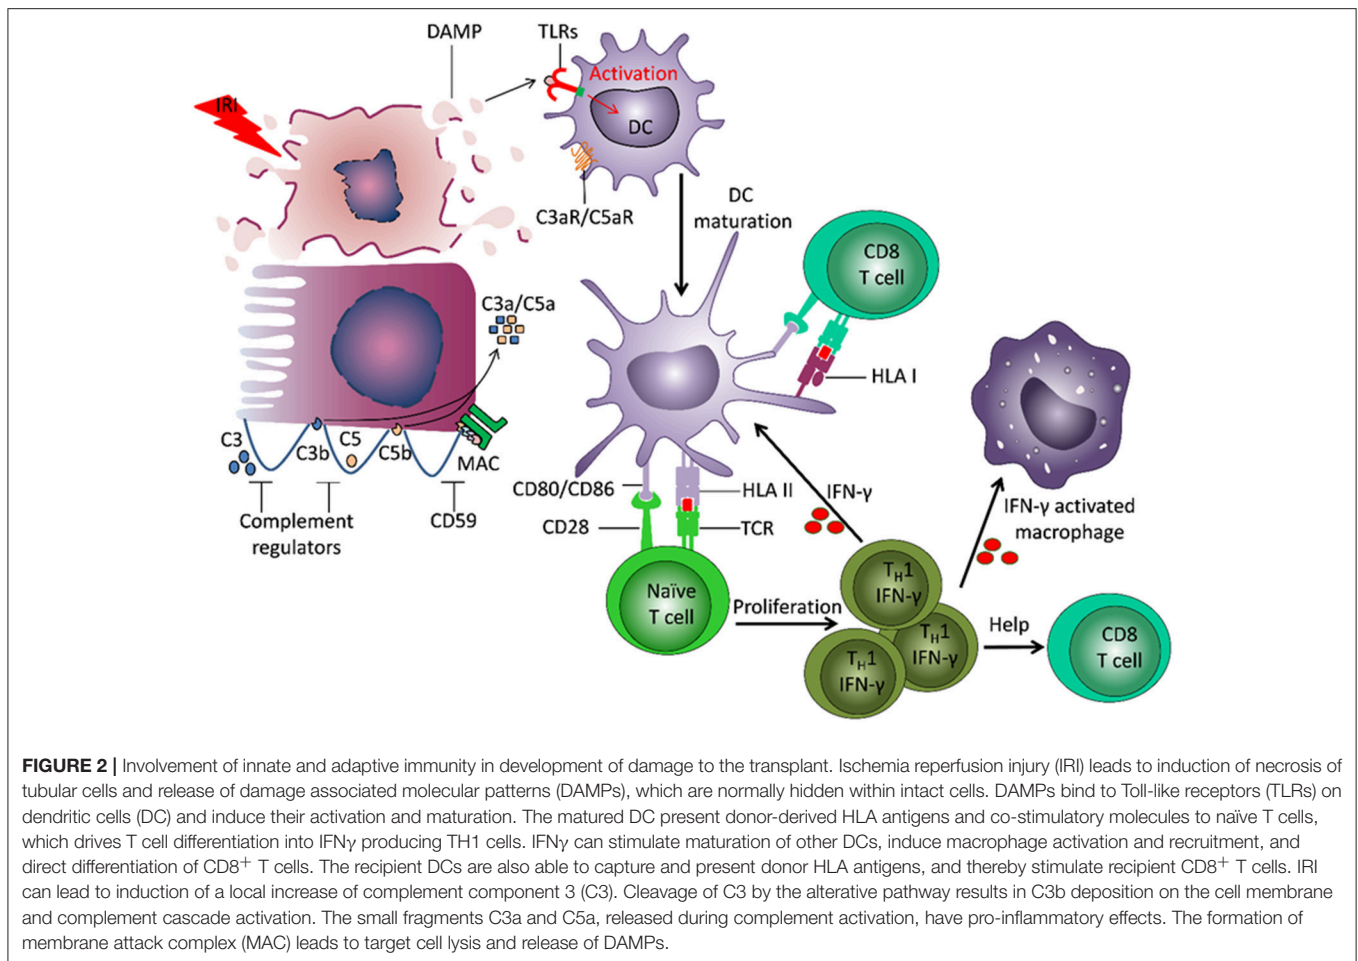 DAMP
TLRs
IRI
Activation
DC
C3aR/C5aR
DC
maturation
CD8
T cell
C3a/C5a
HLA I
C3
C3b
C5
C5b
MAC
CD80/CD86
HLA II
IFN-γ
IFN-γ activated
macrophage
Complement
regulators
CD59
CD28
TCR
Naïve
T cell
Proliferation
TH1
IFN-γ
TH1
IFN-γ
TH1
IFN-γ
Help
CD8
T cell
FIGURE 2 | Involvement of innate and adaptive immunity in development of damage to the transplant. Ischemia reperfusion injury (IRI) leads to induction of necrosis of
tubular cells and release of damage associated molecular patterns (DAMPs), which are normally hidden within intact cells. DAMPs bind to Toll-like receptors (TLRs) on
dendritic cells (DC) and induce their activation and maturation. The matured DC present donor-derived HLA antigens and co-stimulatory molecules to naïve T cells,
which drives T cell differentiation into IFNγ producing TH1 cells. IFNγ can stimulate maturation of other DCs, induce macrophage activation and recruitment, and
direct differentiation of CD8+ T cells. The recipient DCs are also able to capture and present donor HLA antigens, and thereby stimulate recipient CD8+ T cells. IRI
can lead to induction of a local increase of complement component 3 (C3). Cleavage of C3 by the alterative pathway results in C3b deposition on the cell membrane
and complement cascade activation. The small fragments C3a and C5a, released during complement activation, have pro-inflammatory effects. The formation of
membrane attack complex (MAC) leads to target cell lysis and release of DAMPs.